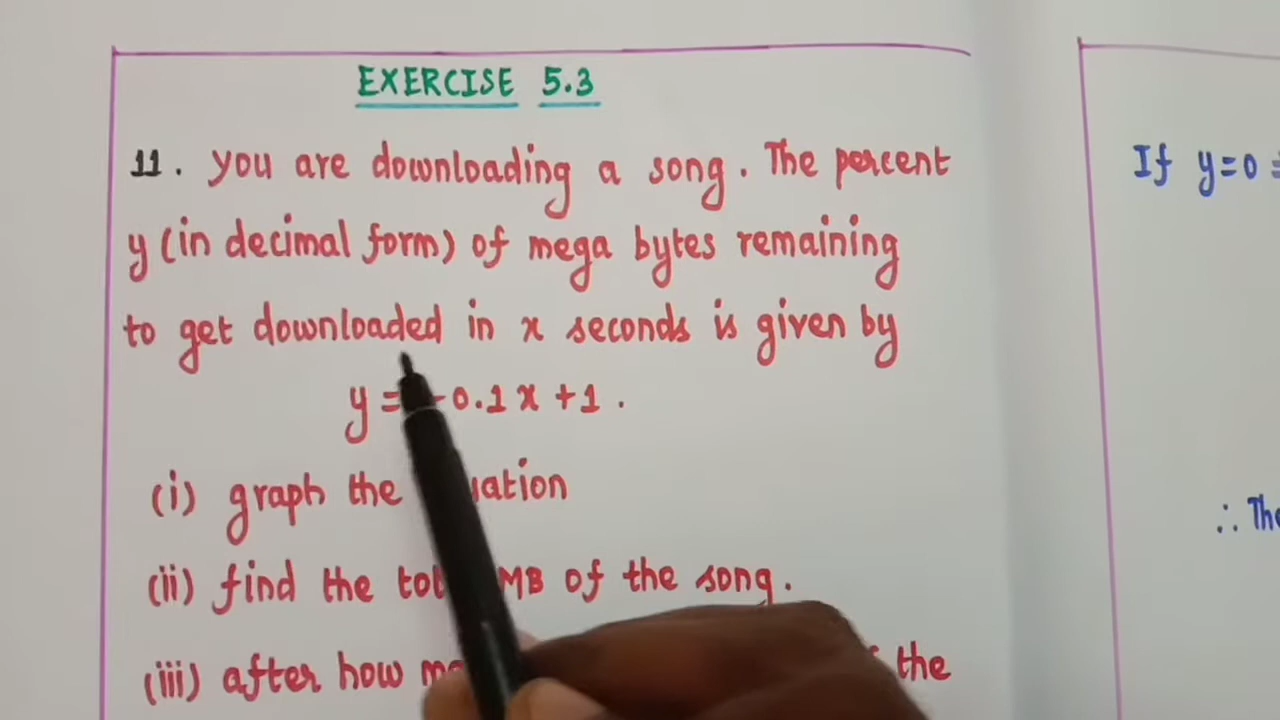 EXERCISE 5.3
11. you are downloading a song. The percent
y (in decimal form) of mega bytes remaining
to get downloaded in x seconds is given by
y = -0.1x +1.
(i) graph the
(ii) find the MB of the song.
(iii) after how the
If y=0
∴